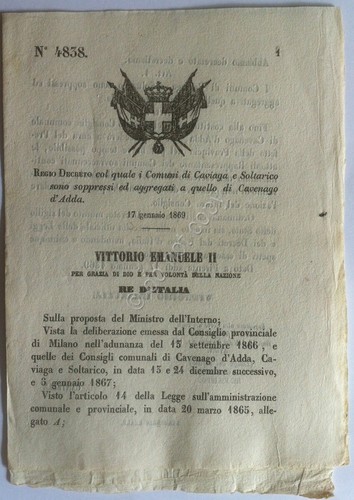 N° 4838.
1
REGIO DECRETO col quale i Comuni di Caviaga e Soltarico
sono soppressi ed aggregati a quello di Cavenago
d'Adda.
17 gennaio 1869
VITTORIO EMANUELE II
PER GRAZIA DI DIO E PER VOLONTÀ DELLA NAZIONE
RE D'ITALIA
Sulla proposta del Ministro dell'Interno;
Vista la deliberazione emessa dal Consiglio provinciale
di Milano nell'adunanza del 15 settembre 1866, e
quelle dei Consigli comunali di Cavenago d'Adda, Ca-
viaga e Soltarico, in data 15 e 24 dicembre successivo,
e 5 gennaio 1867;
Visto l'articolo 14 della Legge sull'amministrazione
comunale e provinciale, in data 20 marzo 1865, alle-
gato A;